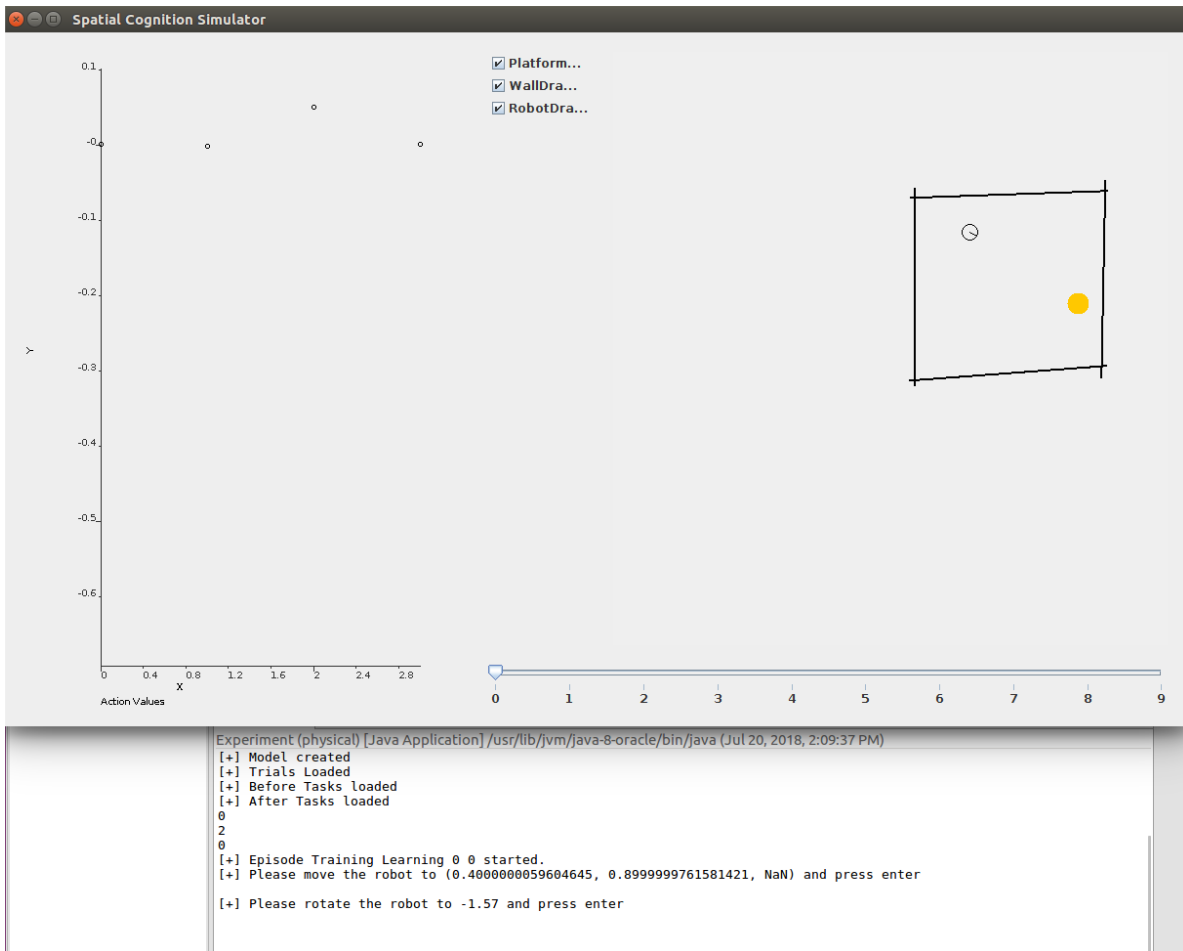 Spatial Cognition Simulator
Platform...
WallDra...
RobotDra...
0.1
-0
-0.1
-0.2
-0.3
-0.4
-0.5
-0.6
Y
0 0.4 0.8 1.2 1.6 2 2.4 2.8
X
Action Values
0 1 2 3 4 5 6 7 8 9
Experiment (physical) [Java Application] /usr/lib/jvm/java-8-oracle/bin/java (Jul 20, 2018, 2:09:37 PM)
[+] Model created
[+] Trials Loaded
[+] Before Tasks loaded
[+] After Tasks loaded
0
2
0
[+] Episode Training Learning 0 0 started.
[+] Please move the robot to (0.4000000059604645, 0.8999999761581421, NaN) and press enter
[+] Please rotate the robot to -1.57 and press enter